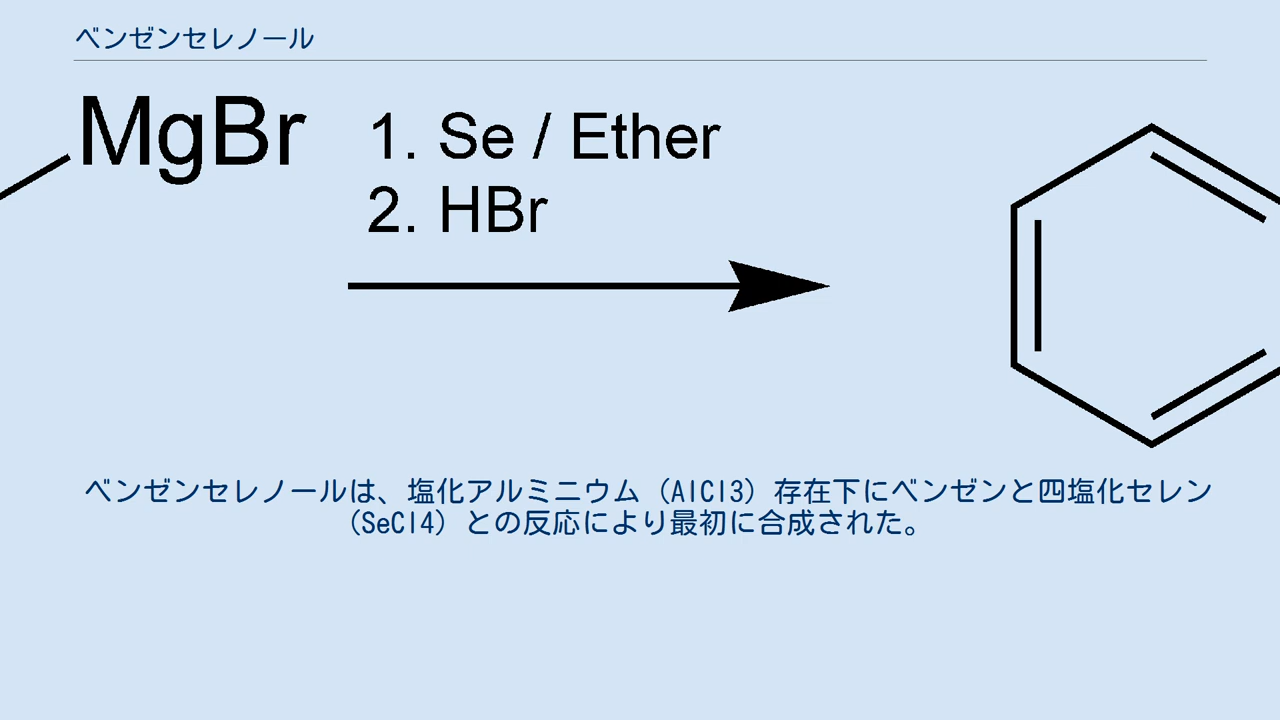 ベンゼンセレノール
MgBr
1. Se / Ether
2. HBr
ベンゼンセレノールは、塩化アルミニウム（AlCl3）存在下にベンゼンと四塩化セレン
（SeCl4）との反応により最初に合成された。